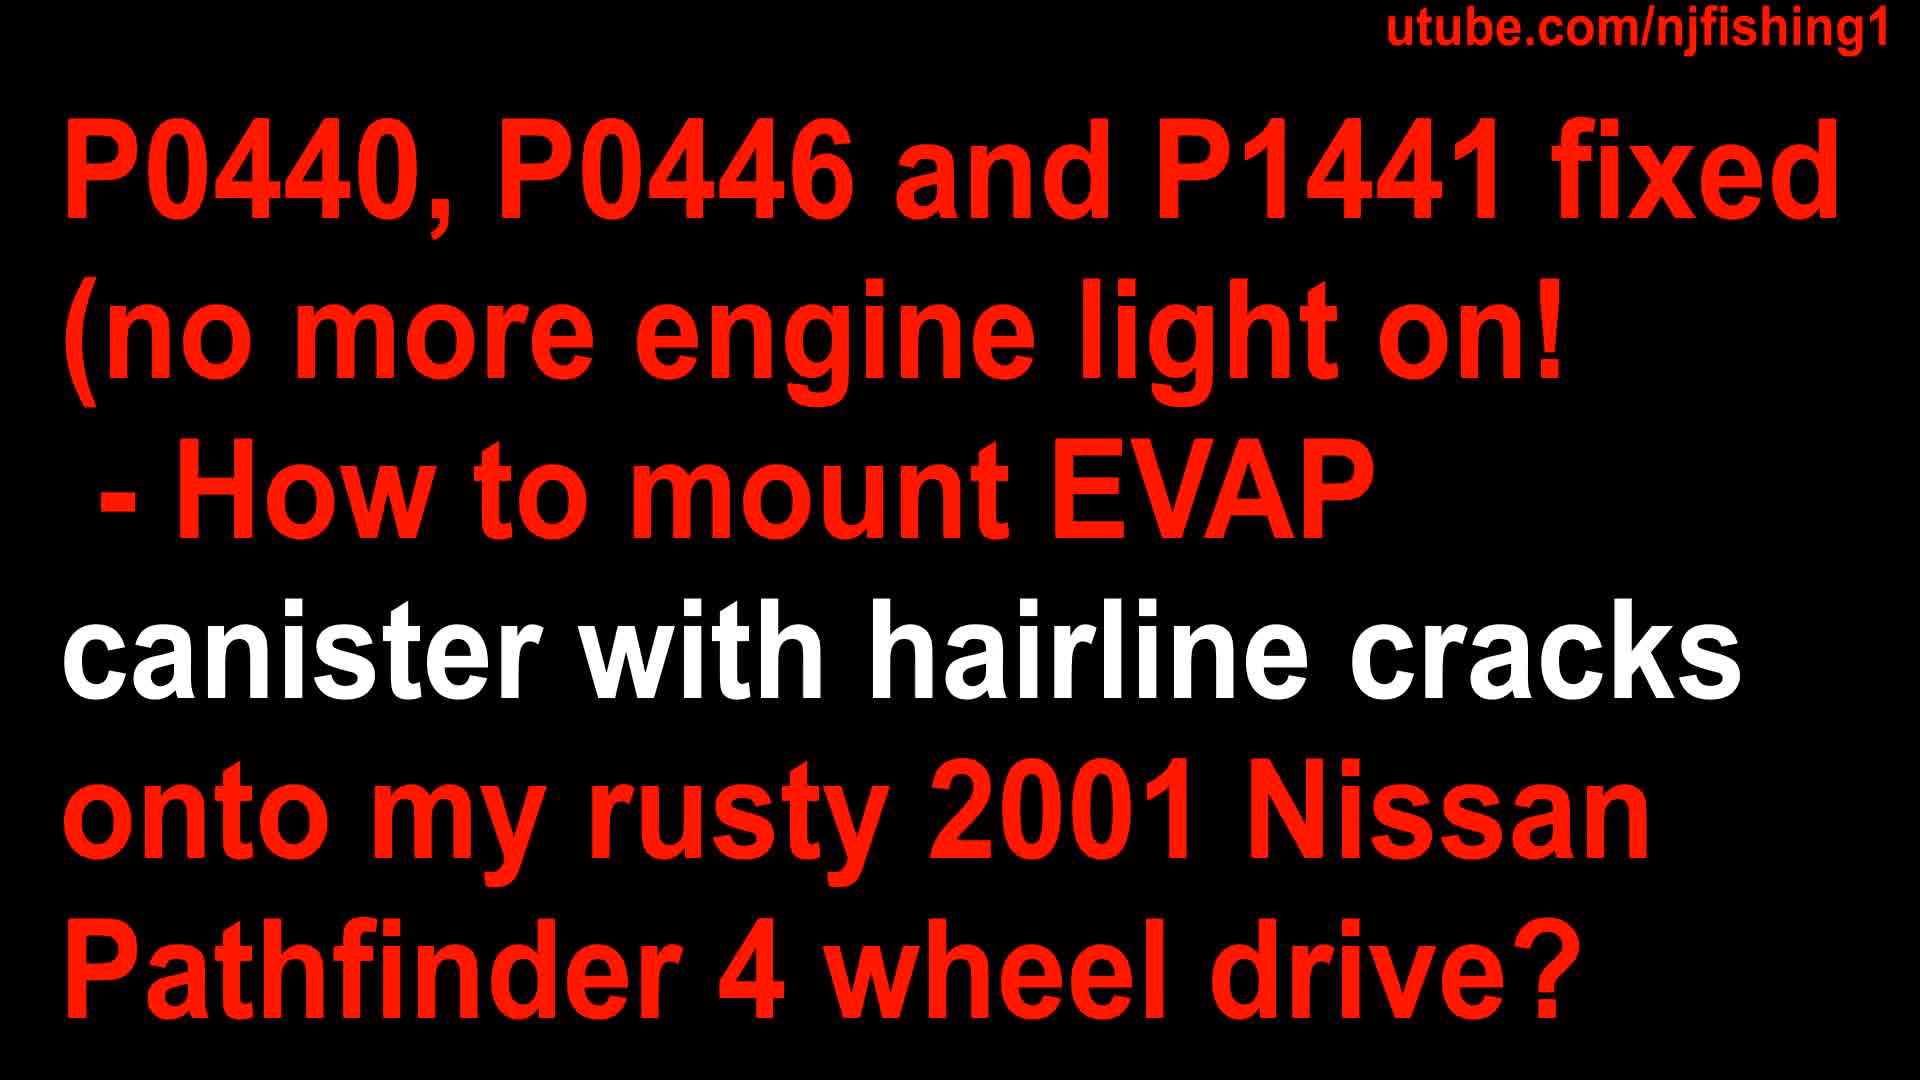 utube.com/njfishing1
P0440, P0446 and P1441 fixed
(no more engine light on!
- How to mount EVAP
canister with hairline cracks
onto my rusty 2001 Nissan
Pathfinder 4 wheel drive?